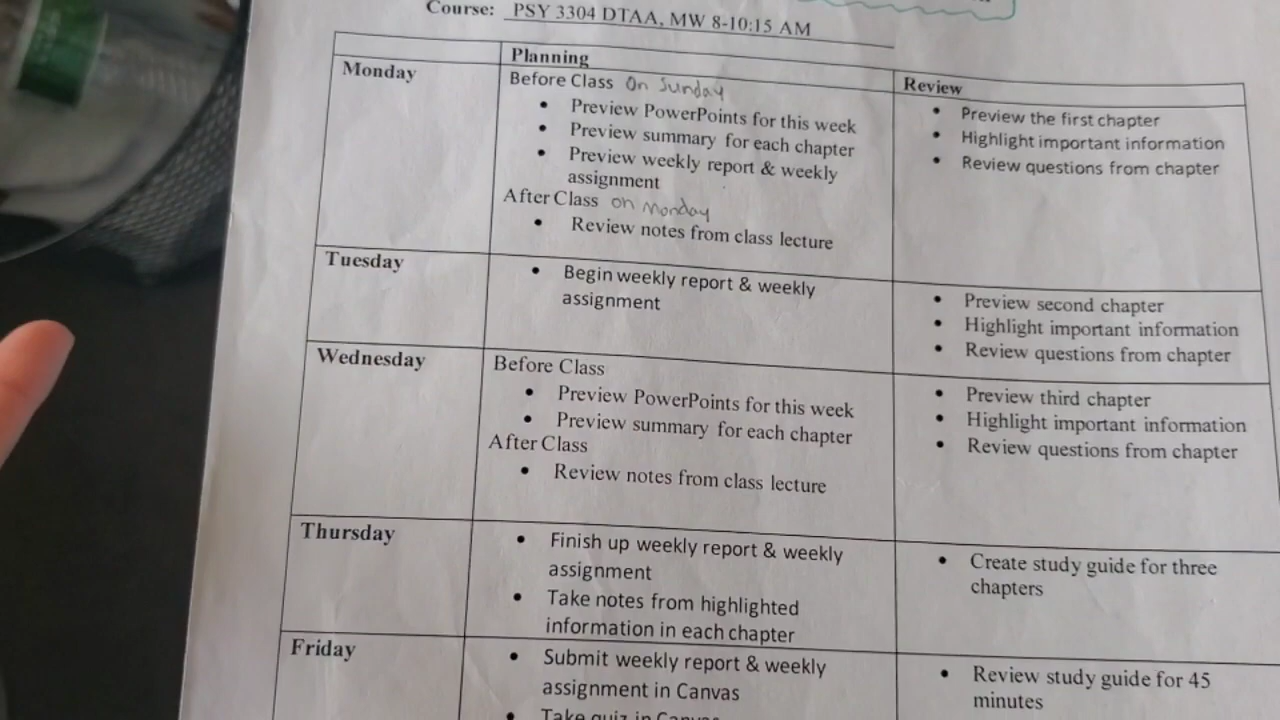 Course: PSY 3304 DTAA, MW 8-10:15 AM
Planning
Review
Monday
Before Class On Sunday
• Preview PowerPoints for this week
• Preview summary for each chapter
• Preview weekly report & weekly
assignment
After Class on Monday
• Review notes from class lecture
• Preview the first chapter
• Highlight important information
• Review questions from chapter
Tuesday
• Begin weekly report & weekly
assignment
• Preview second chapter
• Highlight important information
• Review questions from chapter
Wednesday
Before Class
• Preview PowerPoints for this week
• Preview summary for each chapter
After Class
• Review notes from class lecture
• Preview third chapter
• Highlight important information
• Review questions from chapter
Thursday
• Finish up weekly report & weekly
assignment
• Take notes from highlighted
information in each chapter
• Create study guide for three
chapters
Friday
• Submit weekly report & weekly
assignment in Canvas
• Take quiz in Canvas
• Review study guide for 45
minutes